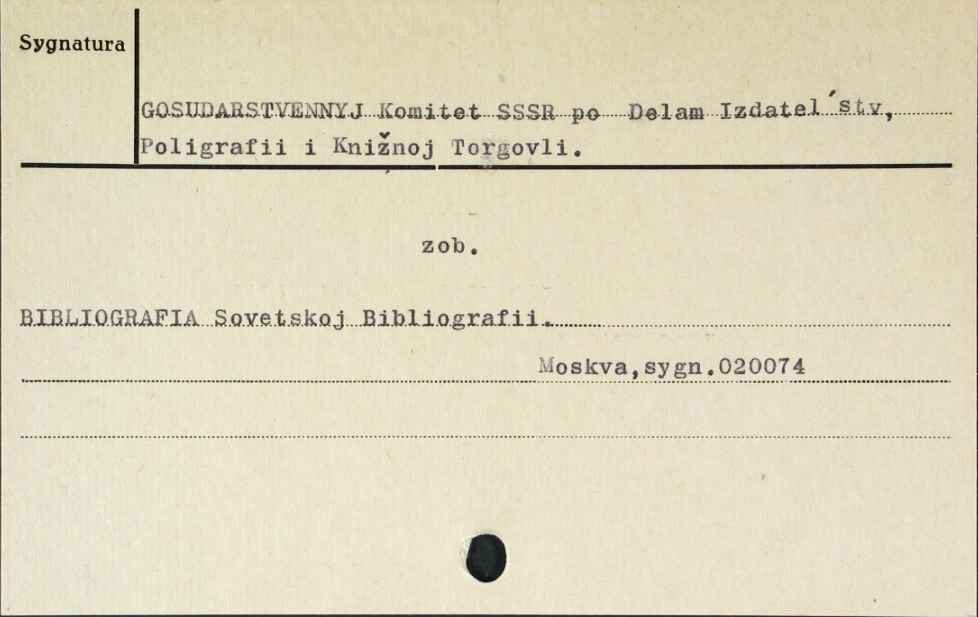 Sygnatura
GOSUDARSTVENNYJ Komitet SSSR po Delam Izdatel´stv,
Poligrafii i Knižnoj Torgovli.
zob.
BIBLIOGRAFIA Sovetskoj Bibliografii.
Moskva,sygn.020074